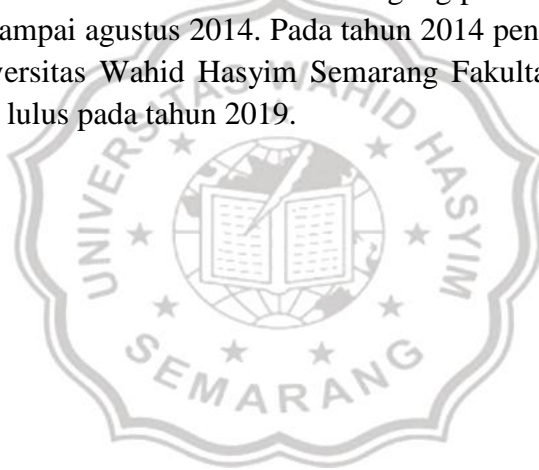 ampai agustus 2014. Pada tahun 2014 pen
versitas Wahid Hasyim Semarang Fakulta
lulus pada tahun 2019.
UNIVERSITAS WAHID HASYIM
SEMARANG